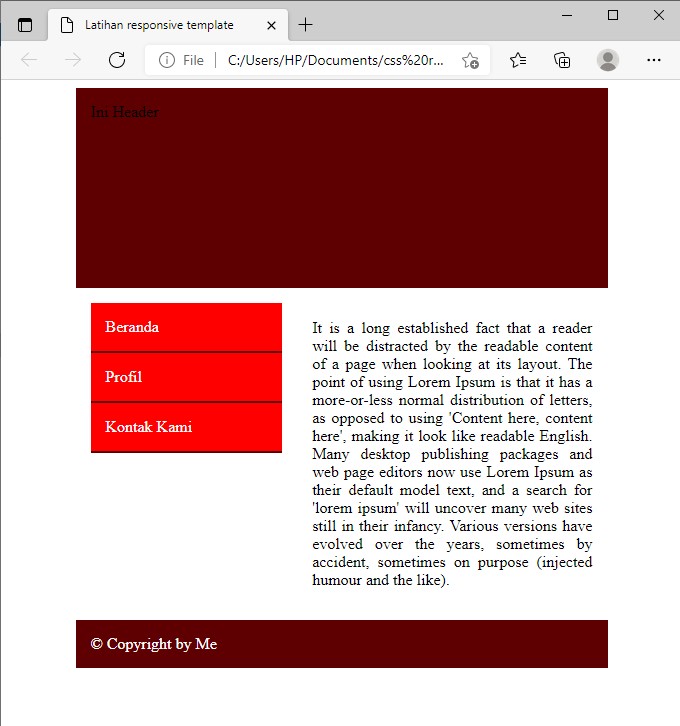 Latihan responsive template
File
C:/Users/HP/Documents/css%20r...
Im Header
Beranda
Profil
Kontak Kami
It is a long established fact that a reader
will be distracted by the readable content
of a page when looking at its layout. The
point of using Lorem Ipsum is that it has a
more-or-less normal distribution of letters,
as opposed to using 'Content here, content
here', making it look like readable English.
Many desktop publishing packages and
web page editors now use Lorem Ipsum as
their default model text, and a search for
'lorem ipsum' will uncover many web sites
still in their infancy. Various versions have
evolved over the years, sometimes by
accident, sometimes on purpose (injected
humour and the like).
© Copyright by Me